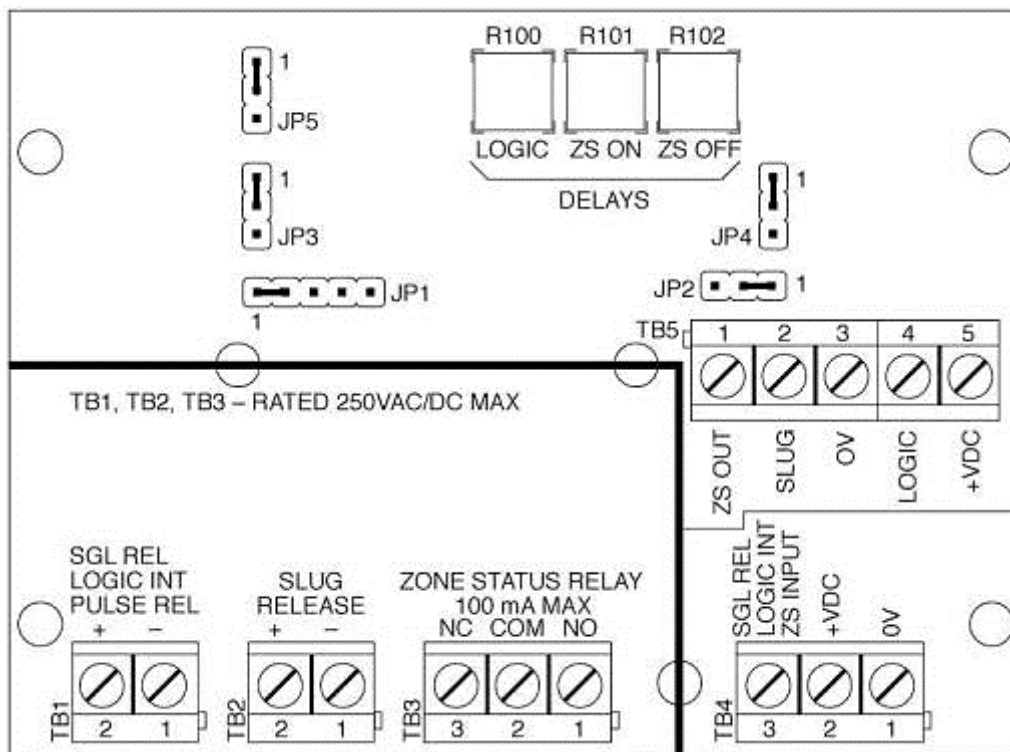 R100 R101 R102
1
JP5
LOGIC ZS ON ZS OFF
DELAYS
1
JP3
1
JP4
JP1
1
JP2 1
TB5 1 2 3 4 5
ZS OUT
SLUG
OV
LOGIC
+VDC
TB1, TB2, TB3 – RATED 250VAC/DC MAX
SGL REL
LOGIC INT
PULSE REL
+ –
TB1
2 1
SLUG
RELEASE
+ –
TB2
2 1
ZONE STATUS RELAY
100 mA MAX
NC COM NO
TB3
3 2 1
SGL REL
LOGIC INT
ZS INPUT
+VDC
0V
TB4
3 2 1